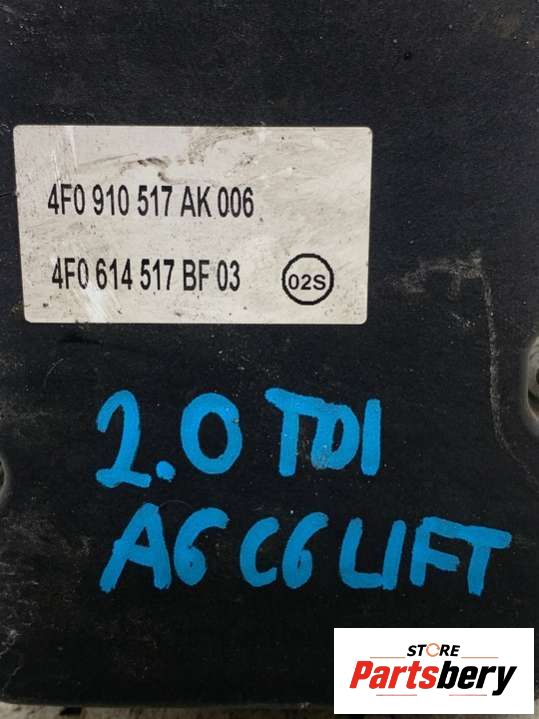 4F0 910 517 AK 006
4F0 614 517 BF 03 02S
2.0 TDI
A6 C6 LIFT
STORE
Partsbery